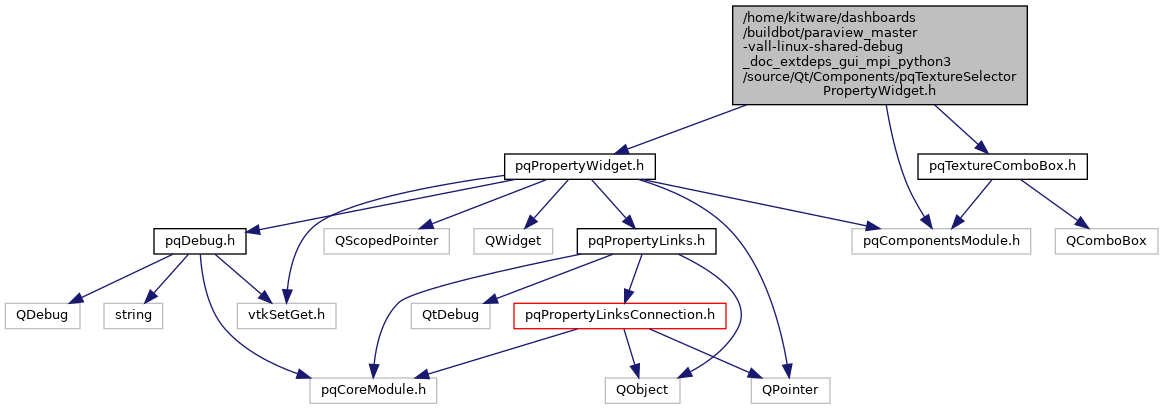 /home/kitware/dashboards
/buildbot/paraview_master
-vall-linux-shared-debug
_doc_extdeps_gui_mpi_python3
/source/Qt/Components/pqTextureSelector
PropertyWidget.h
pqPropertyWidget.h
pqTextureComboBox.h
pqDebug.h
QScopedPointer
QWidget
pqPropertyLinks.h
pqComponentsModule.h
QComboBox
QDebug
string
vtkSetGet.h
QtDebug
pqPropertyLinksConnection.h
pqCoreModule.h
QObject
QPointer